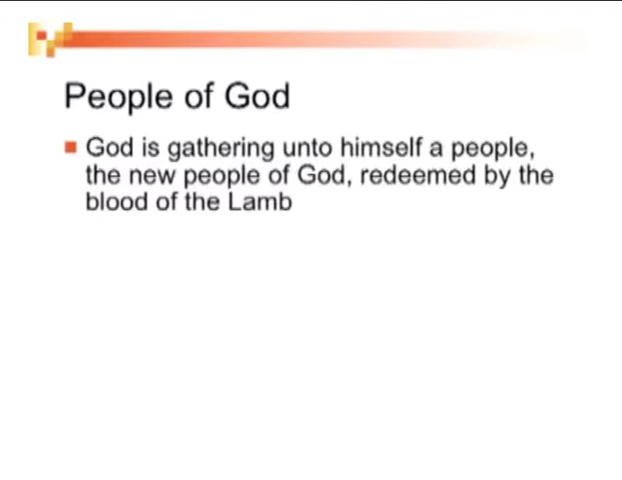 People of God
God is gathering unto himself a people,
the new people of God, redeemed by the
blood of the Lamb